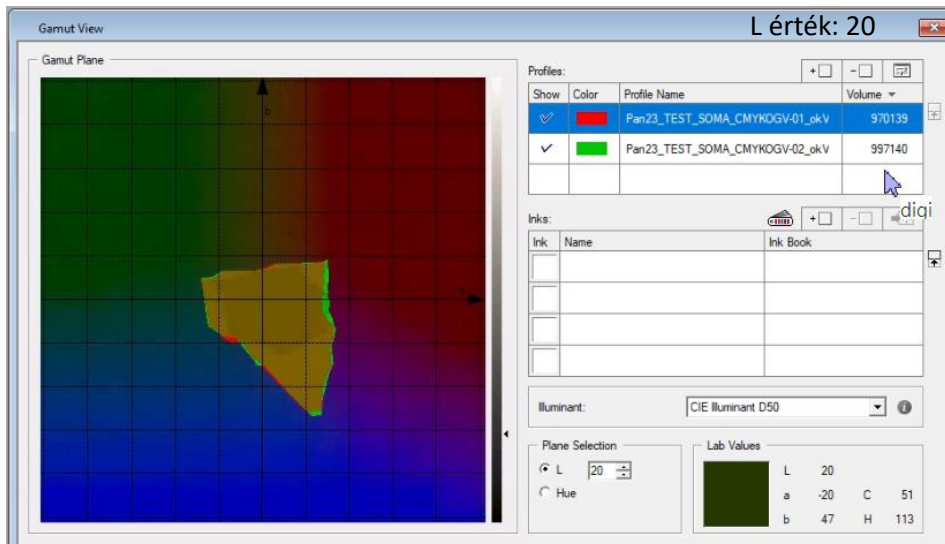 Gamut View
L érték: 20
Gamut Plane
b
Profiles:
Show Color Profile Name Volume
Pan23_TEST_SOMA_CMYKOGV-01_okV 970139
Pan23_TEST_SOMA_CMYKOGV-02_okV 997140
digi
Inks:
Ink Name Ink Book
Illuminant: CIE Illuminant D50
Plane Selection
L 20
Hue
Lab Values
L 20
a -20 C 51
b 47 H 113